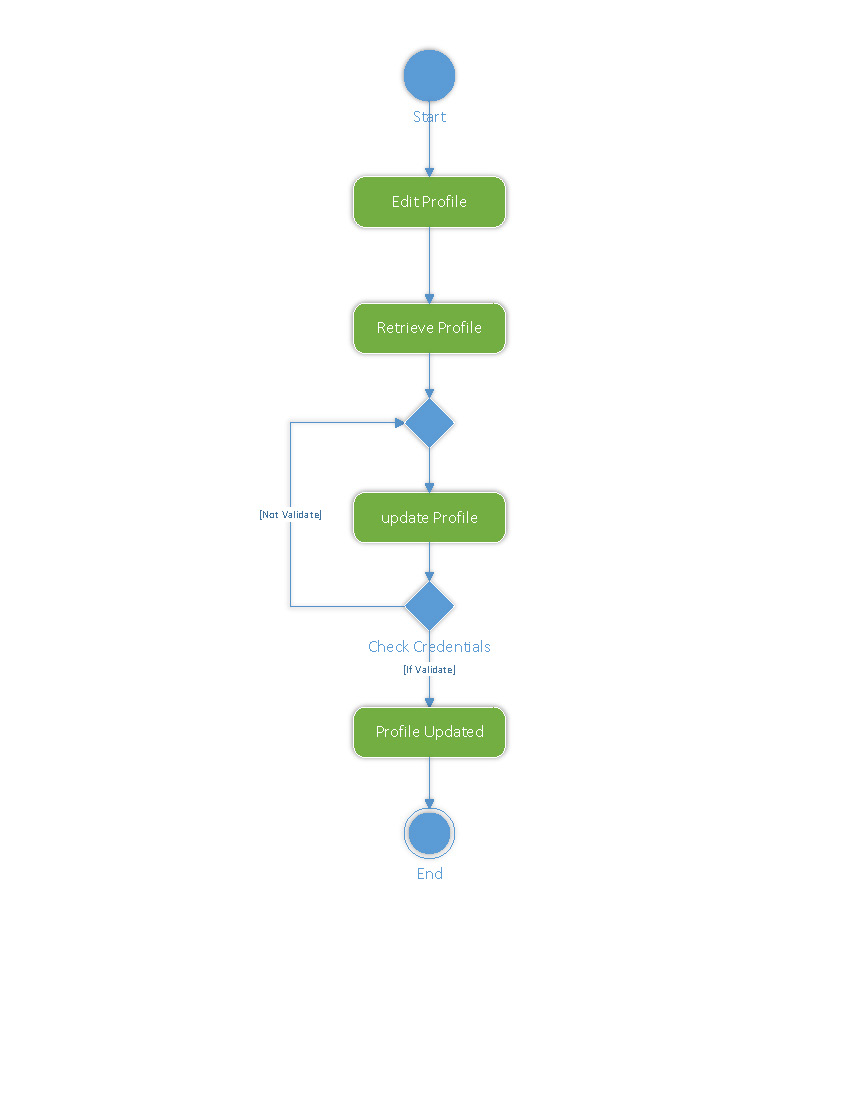 Start
Edit Profile
Retrieve Profile
[Not Validate]
update Profile
Check Credentials
[If Validate]
Profile Updated
End